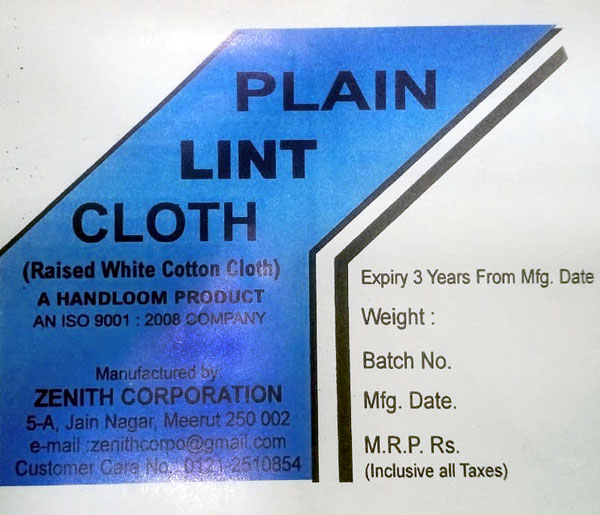 PLAIN
LINT
CLOTH
(Raised White Cotton Cloth)
A HANDLOOM PRODUCT
AN ISO 9001 : 2008 COMPANY
Manufactured by:
ZENITH CORPORATION
5-A, Jain Nagar, Meerut 250 002
e-mail :zenithcorpo@gmail.com
Customer Care No. 0121-2510854
Expiry 3 Years From Mfg. Date
Weight :
Batch No.
Mfg. Date.
M.R.P. Rs.
(Inclusive all Taxes)